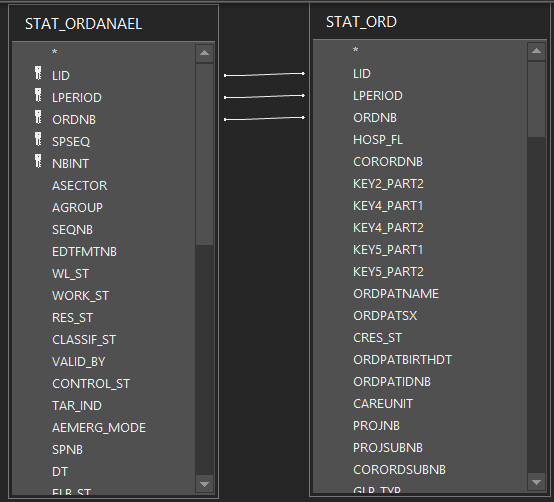 STAT_ORDANAEL
*
LID
LPERIOD
ORDNB
SPSEQ
NBINT
ASECTOR
AGROUP
SEQNB
EDTFMTNB
WL_ST
WORK_ST
RES_ST
CLASSIF_ST
VALID_BY
CONTROL_ST
TAR_IND
AEMERG_MODE
SPNB
DT
ELB_ST
STAT_ORD
*
LID
LPERIOD
ORDNB
HOSP_FL
CORORDNB
KEY2_PART2
KEY4_PART1
KEY4_PART2
KEY5_PART1
KEY5_PART2
ORDPATNAME
ORDPATSX
CRES_ST
ORDPATBIRTHDT
ORDPATIDNB
CAREUNIT
PROJNB
PROJSUBNB
CORORDSUBNB
GLP_TYP